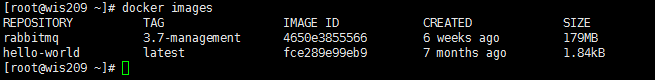 [root@wis209 ~]# docker images
REPOSITORY TAG IMAGE ID CREATED SIZE
rabbitmq 3.7-management 4650e3855566 6 weeks ago 179MB
hello-world latest fce289e99eb9 7 months ago 1.84kB
[root@wis209 ~]#